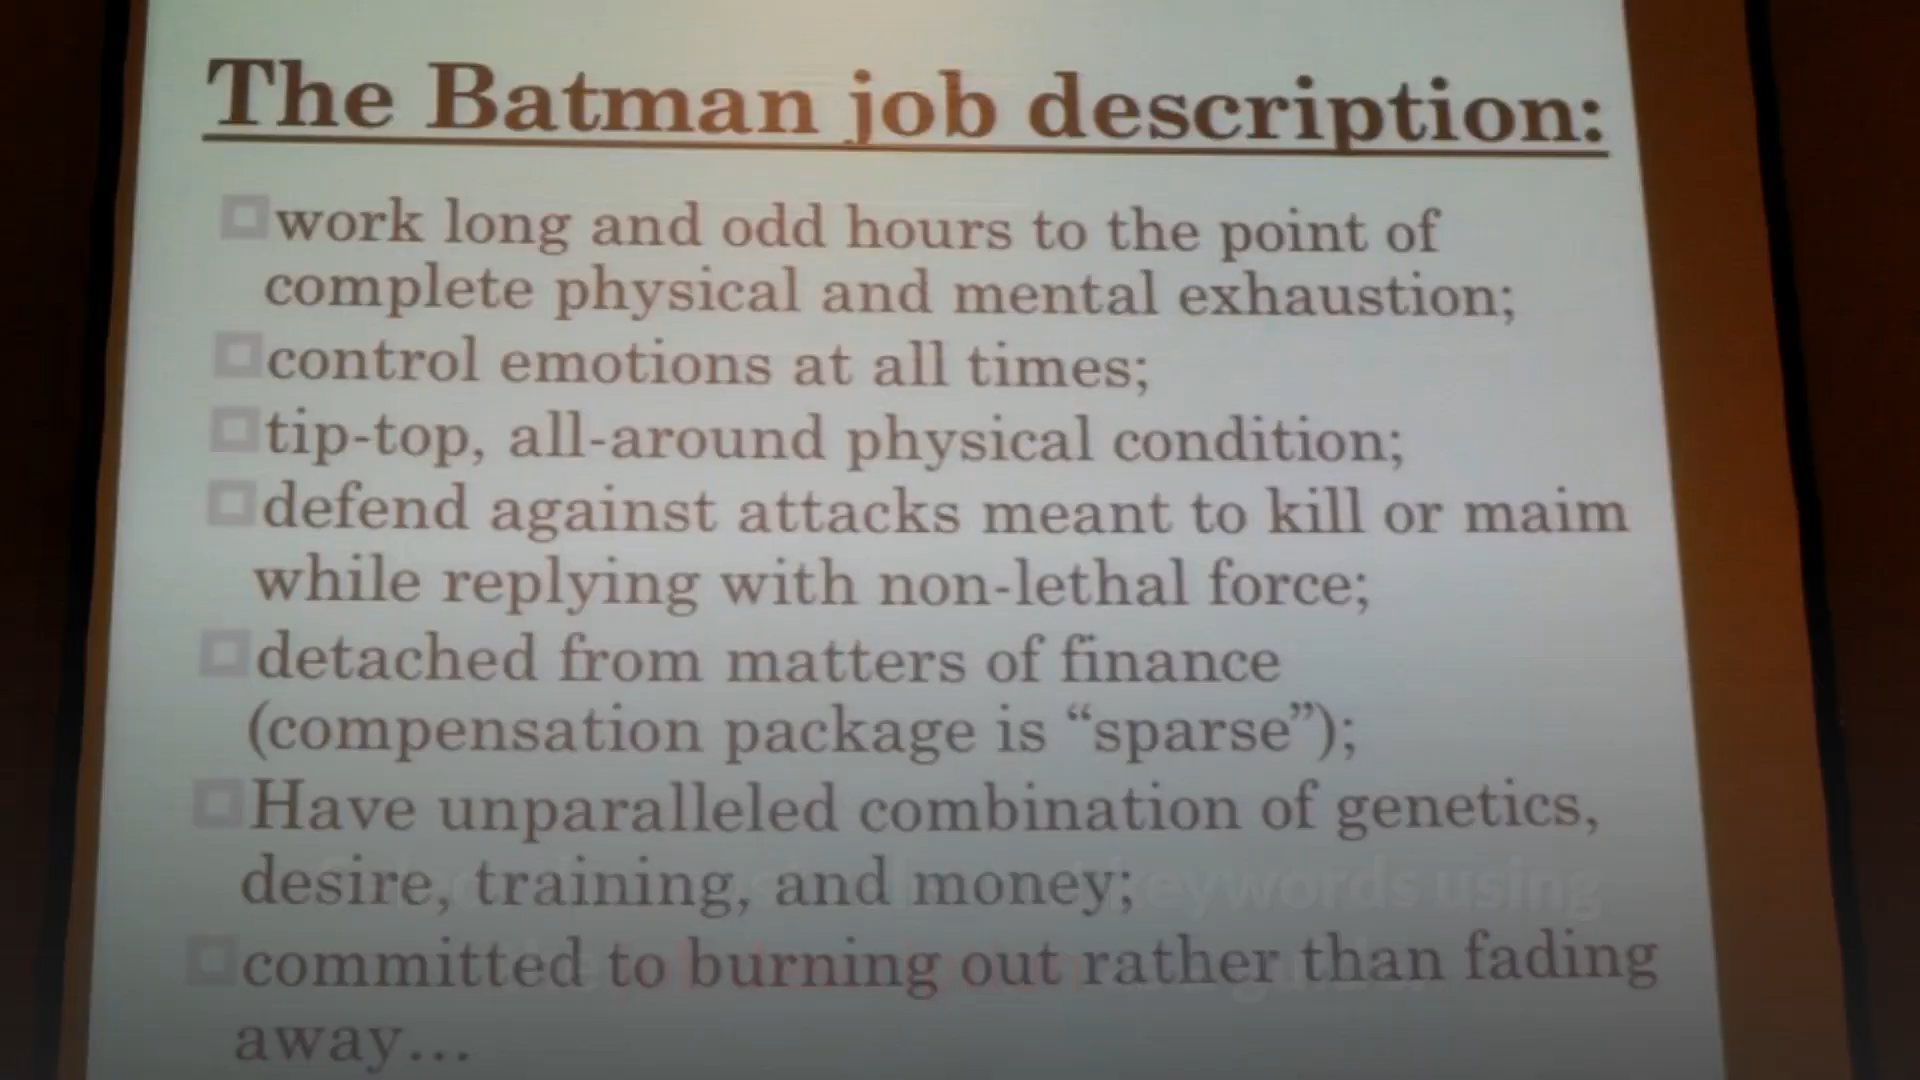 The Batman job description:
work long and odd hours to the point of
complete physical and mental exhaustion;
control emotions at all times;
tip-top, all-around physical condition;
defend against attacks meant to kill or maim
while replying with non-lethal force;
detached from matters of finance
(compensation package is “sparse”);
Have unparalleled combination of genetics,
desire, training, and money;
keywords using
committed to burning out rather than fading
away...